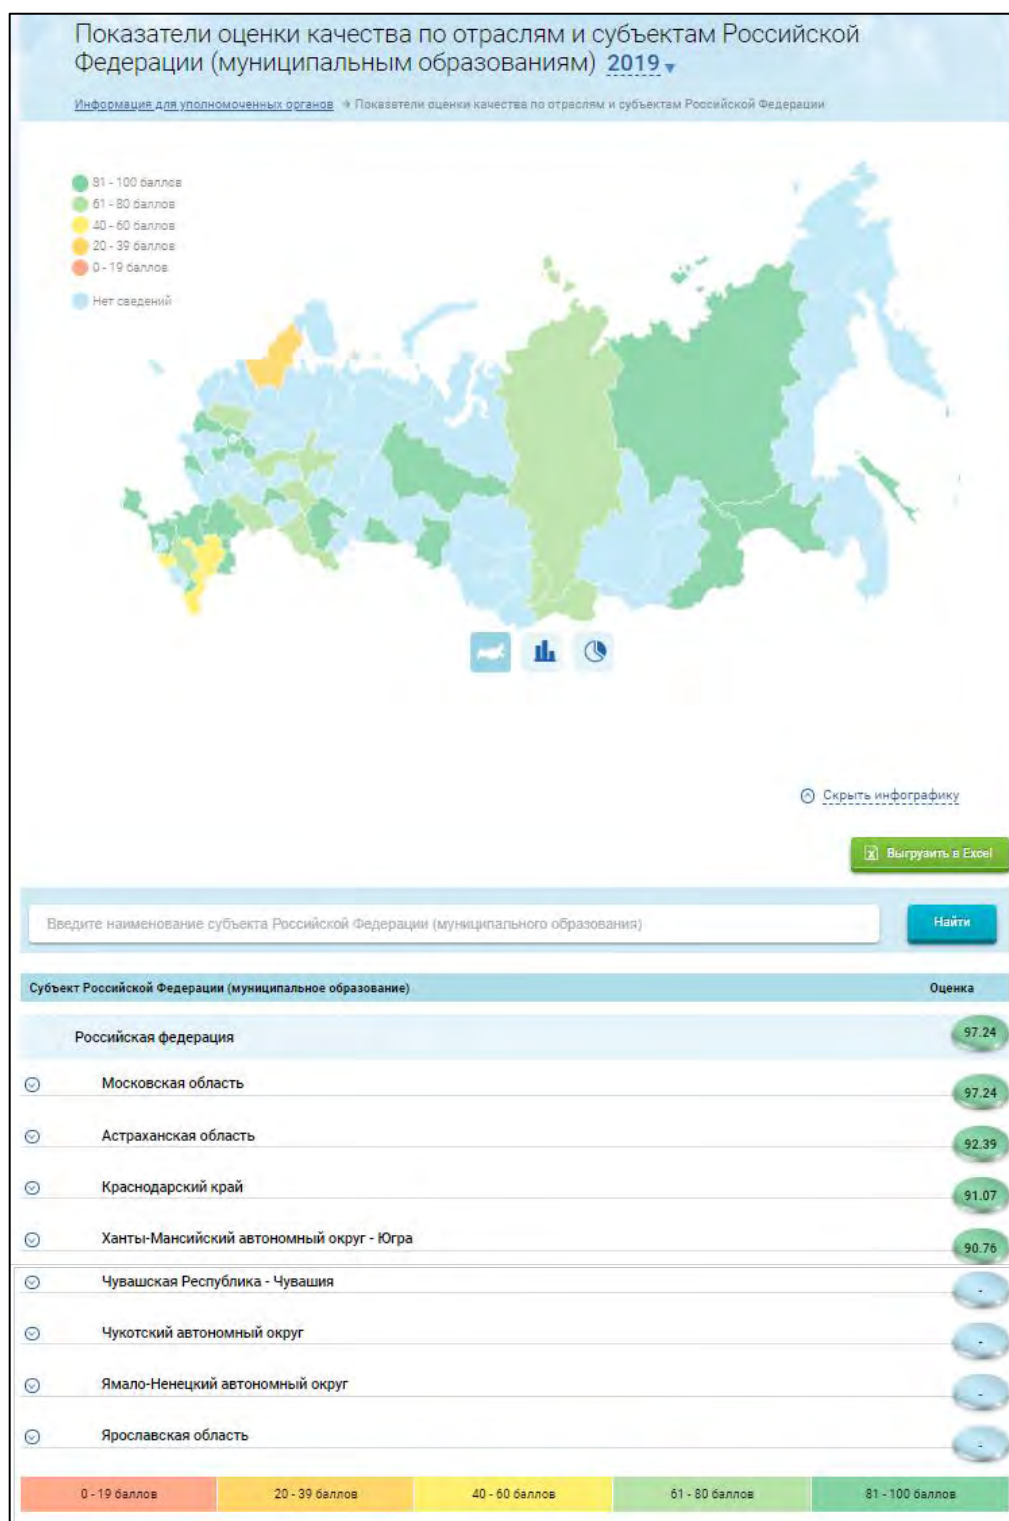 Показатели оценки качества по отраслям и субъектам Российской
Федерации (муниципальным образованиям) 2019
Информация для уполномоченных органов → Показатели оценки качества по отраслям и субъектам Российской Федерации
81 - 100 баллов
61 - 80 баллов
40 - 60 баллов
20 - 39 баллов
0 - 19 баллов
Нет сведений
Скрыть инфографику
Выгрузить в Excel
Введите наименование субъекта Российской Федерации (муниципального образования)
Найти
Субъект Российской Федерации (муниципальное образование) Оценка
Российская федерация 97.24
Московская область 97.24
Астраханская область 92.39
Краснодарский край 91.07
Ханты-Мансийский автономный округ - Югра 90.76
Чувашская Республика - Чувашия -
Чукотский автономный округ -
Ямало-Ненецкий автономный округ -
Ярославская область -
0 - 19 баллов 20 - 39 баллов 40 - 60 баллов 61 - 80 баллов 81 - 100 баллов